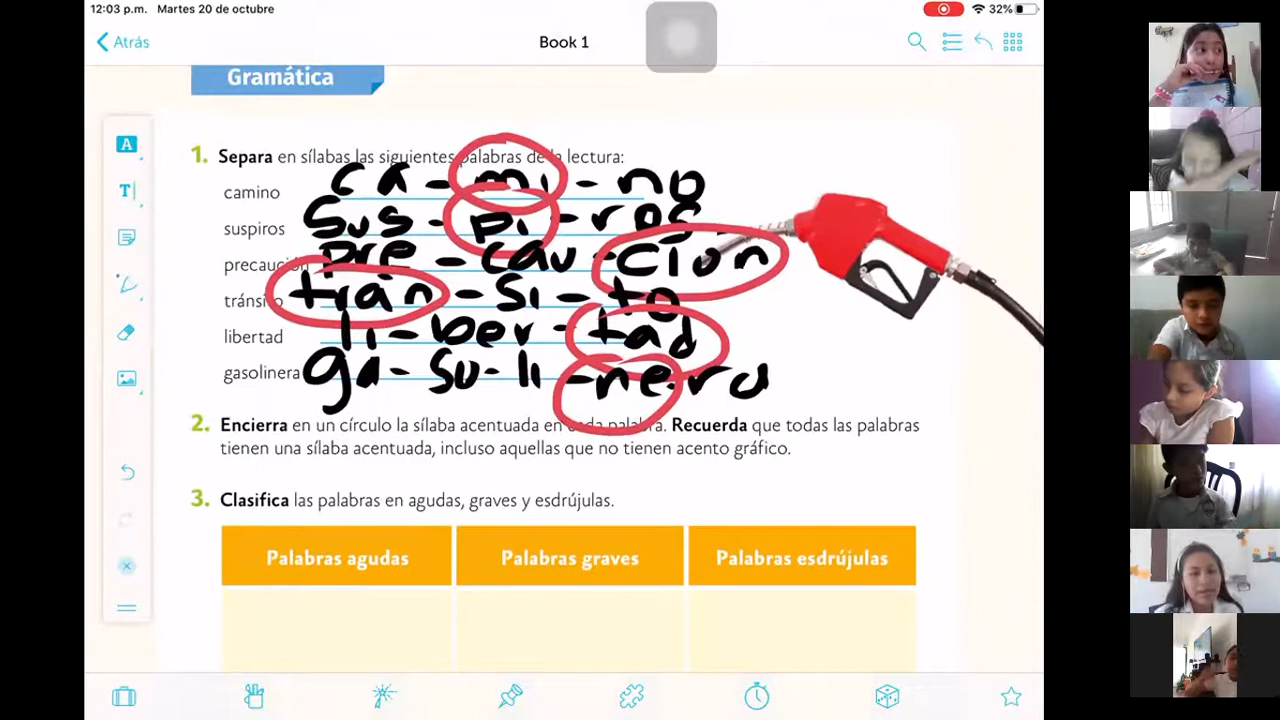 12:03 p.m. Martes 20 de octubre 32%
Atrás Book 1
Gramática
1. Separa en sílabas las siguientes palabras de la lectura:
camino ca - mi - no
suspiros Sus - pi - ros
precaución pre - cau - cion
tránsito trán - si - to
libertad li - ber - tad
gasolinera ga - so - li - nera
2. Encierra en un círculo la sílaba acentuada en cada palabra. Recuerda que todas las palabras
tienen una sílaba acentuada, incluso aquellas que no tienen acento gráfico.
3. Clasifica las palabras en agudas, graves y esdrújulas.
Palabras agudas Palabras graves Palabras esdrújulas